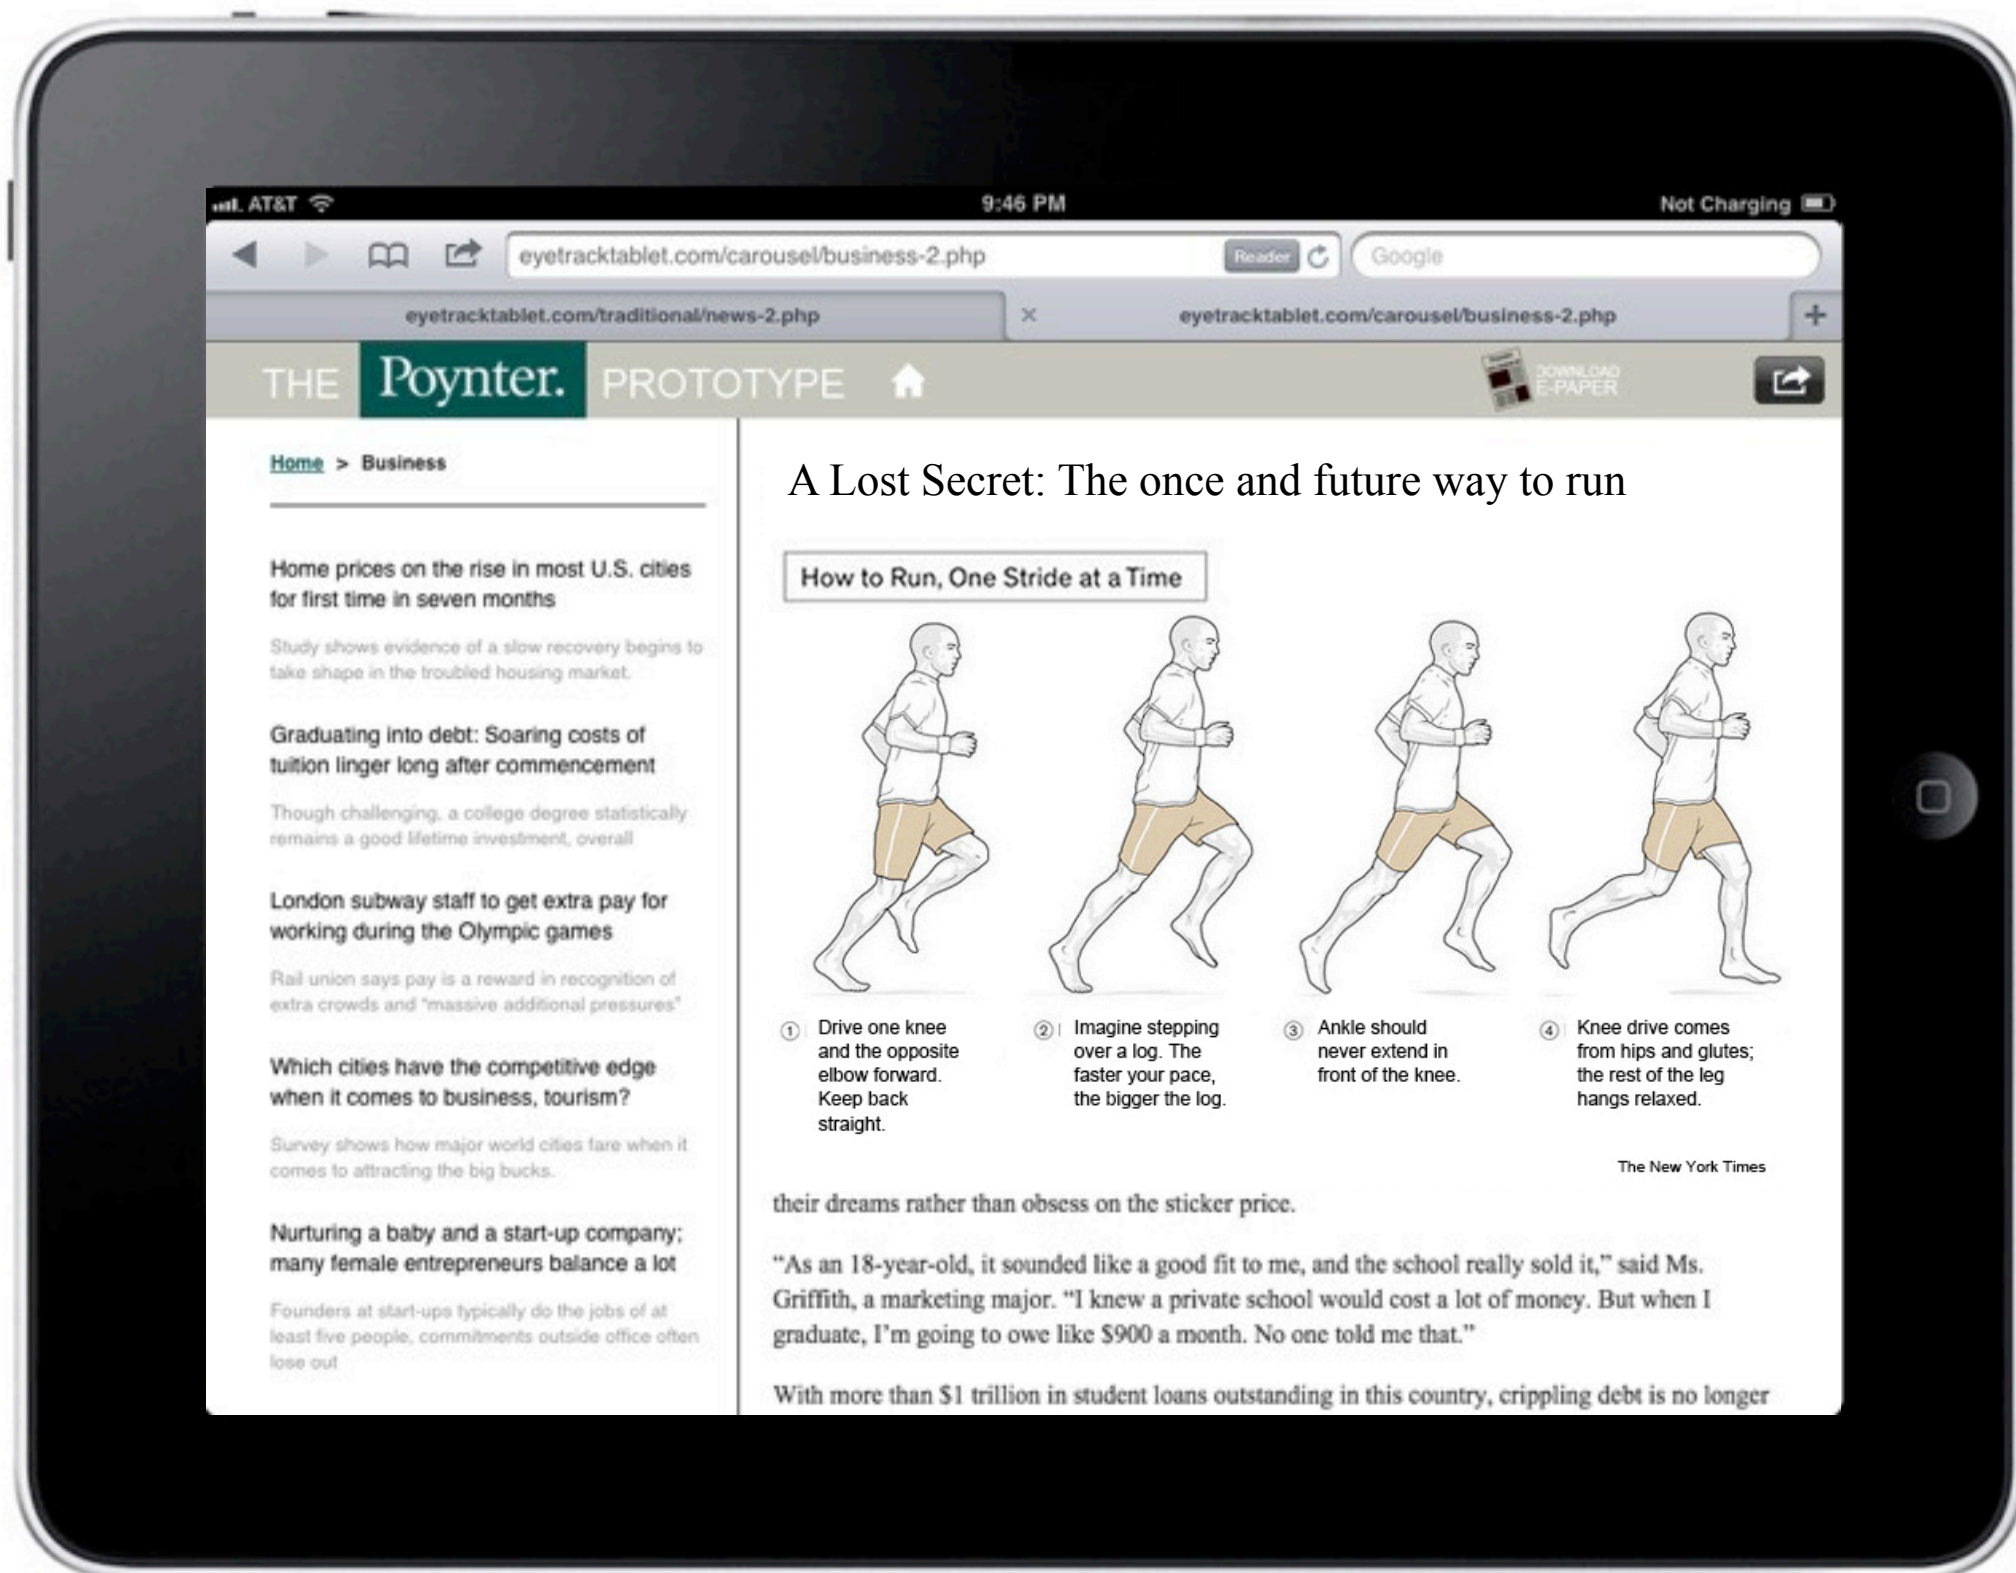 AT&T
9:46 PM
Not Charging
eyetracktablet.com/carousel/business-2.php
Reader
Google
eyetracktablet.com/traditional/news-2.php
eyetracktablet.com/carousel/business-2.php
THE Poynter. PROTOTYPE
DOWNLOAD
E-PAPER
Home > Business
Home prices on the rise in most U.S. cities
for first time in seven months
Study shows evidence of a slow recovery begins to
take shape in the troubled housing market.
Graduating into debt: Soaring costs of
tuition linger long after commencement
Though challenging, a college degree statistically
remains a good lifetime investment, overall
London subway staff to get extra pay for
working during the Olympic games
Rail union says pay is a reward in recognition of
extra crowds and "massive additional pressures"
Which cities have the competitive edge
when it comes to business, tourism?
Survey shows how major world cities fare when it
comes to attracting the big bucks.
Nurturing a baby and a start-up company;
many female entrepreneurs balance a lot
Founders at start-ups typically do the jobs of at
least five people, commitments outside office often
lose out
A Lost Secret: The once and future way to run
How to Run, One Stride at a Time
1 Drive one knee
and the opposite
elbow forward.
Keep back
straight.
2 Imagine stepping
over a log. The
faster your pace,
the bigger the log.
3 Ankle should
never extend in
front of the knee.
4 Knee drive comes
from hips and glutes;
the rest of the leg
hangs relaxed.
The New York Times
their dreams rather than obsess on the sticker price.
“As an 18-year-old, it sounded like a good fit to me, and the school really sold it,” said Ms.
Griffith, a marketing major. “I knew a private school would cost a lot of money. But when I
graduate, I’m going to owe like $900 a month. No one told me that.”
With more than $1 trillion in student loans outstanding in this country, crippling debt is no longer